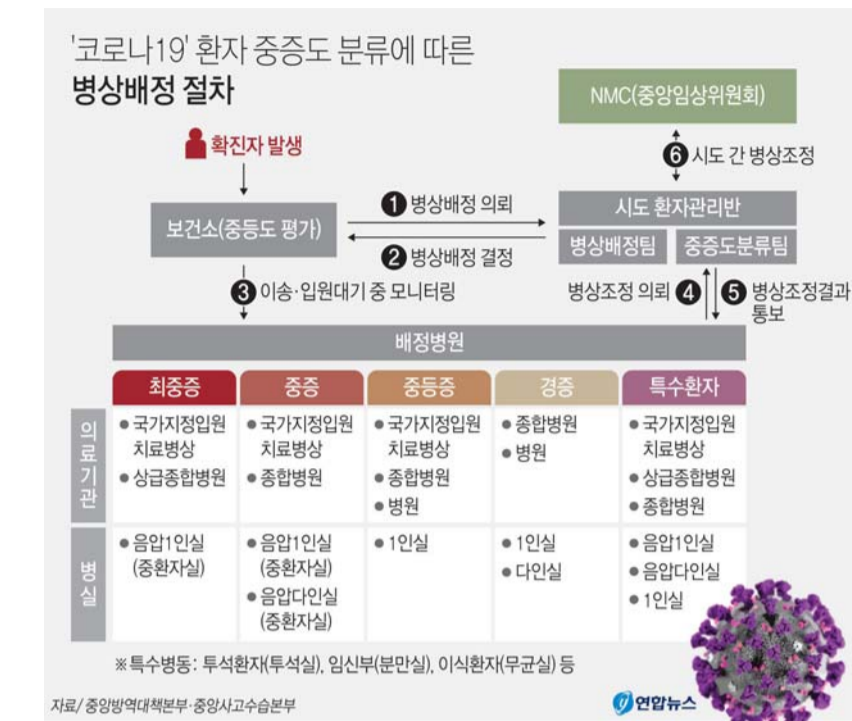 '코로나19' 환자 중증도 분류에 따른
병상배정 절차
NMC(중앙임상위원회)
확진자 발생
6 시도 간 병상조정
1 병상배정 의뢰
보건소(중등도 평가)
시도 환자관리반
2 병상배정 결정
병상배정팀
중증도분류팀
3 이송·입원대기 중 모니터링
병상조정 의뢰 4
5 병상조정결과
통보
배정병원
최중증
중증
중등증
경증
특수환자
의료기관
● 국가지정입원
치료병상
● 상급종합병원
● 국가지정입원
치료병상
● 종합병원
● 국가지정입원
치료병상
● 종합병원
● 병원
● 종합병원
● 병원
● 국가지정입원
치료병상
● 상급종합병원
● 종합병원
병실
● 음압1인실
(중환자실)
● 음압1인실
(중환자실)
● 음압다인실
(중환자실)
● 1인실
● 1인실
● 다인실
● 음압1인실
● 음압다인실
● 1인실
※특수병동: 투석환자(투석실), 임신부(분만실), 이식환자(무균실) 등
자료/ 중앙방역대책본부·중앙사고수습본부
연합뉴스